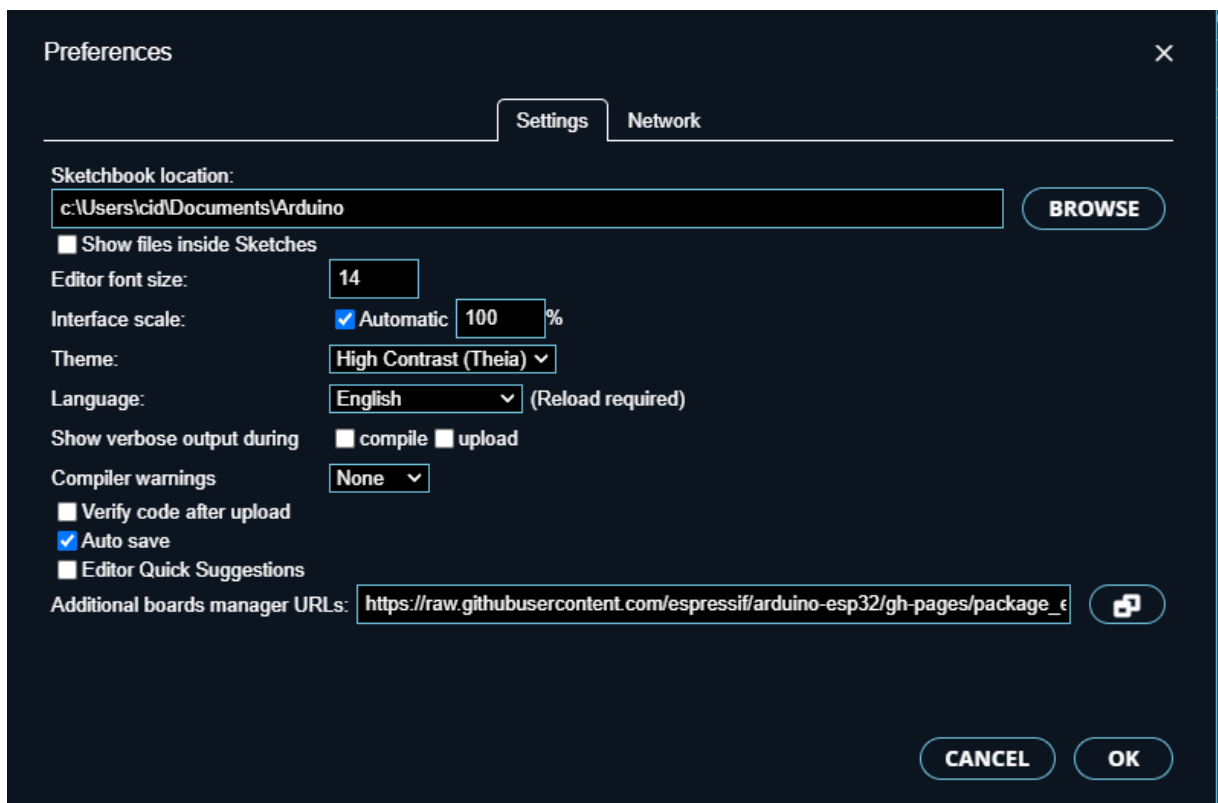 Preferences
Settings Network
Sketchbook location:
c:\Users\cid\Documents\Arduino BROWSE
Show files inside Sketches
Editor font size: 14
Interface scale: Automatic 100 %
Theme: High Contrast (Theia)
Language: English (Reload required)
Show verbose output during compile upload
Compiler warnings None
Verify code after upload
Auto save
Editor Quick Suggestions
Additional boards manager URLs: https://raw.githubusercontent.com/espressif/arduino-esp32/gh-pages/package_e
CANCEL OK